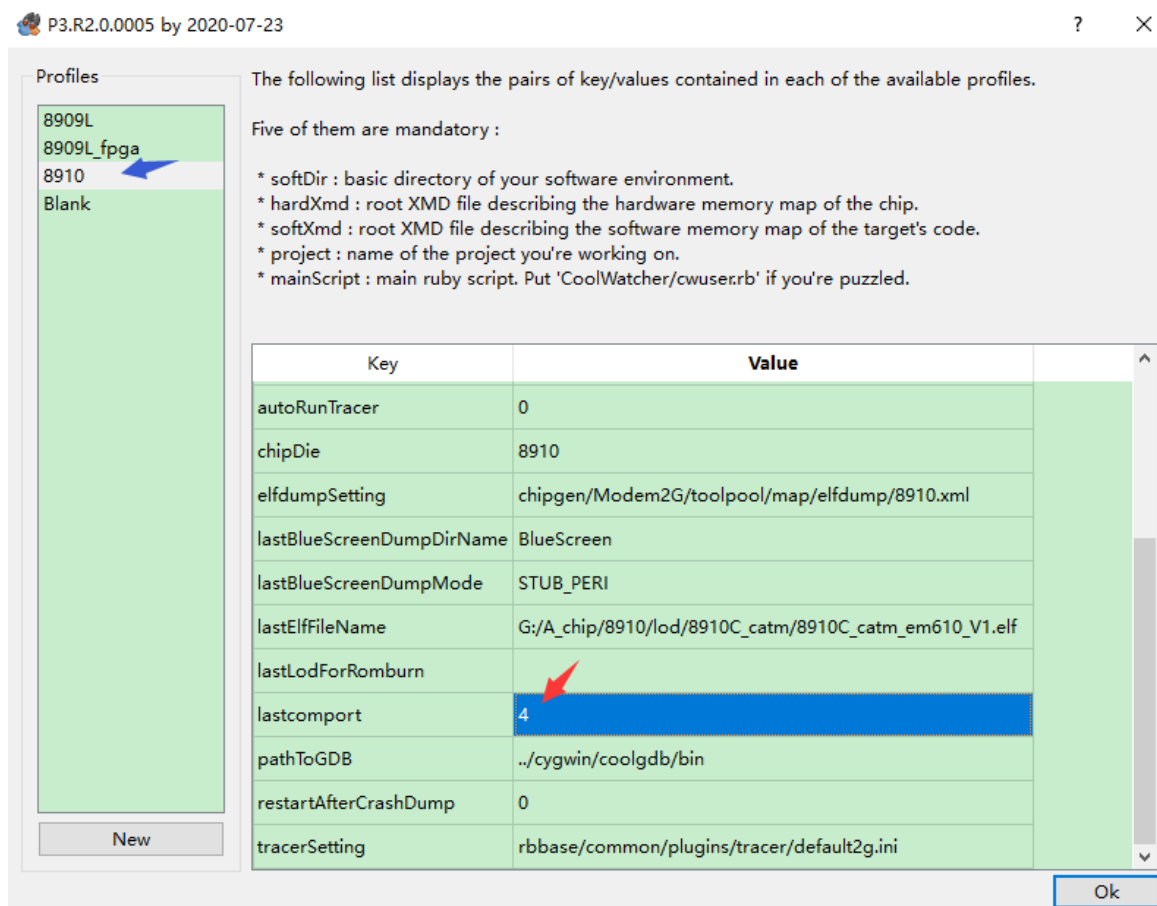 P3.R2.0.0005 by 2020-07-23
?
Profiles
8909L
8909L_fpga
8910
Blank
New
The following list displays the pairs of key/values contained in each of the available profiles.
Five of them are mandatory :
* softDir : basic directory of your software environment.
* hardXmd : root XMD file describing the hardware memory map of the chip.
* softXmd : root XMD file describing the software memory map of the target's code.
* project : name of the project you're working on.
* mainScript : main ruby script. Put 'CoolWatcher/cwuser.rb' if you're puzzled.
Key Value
autoRunTracer 0
chipDie 8910
elfdumpSetting chipgen/Modem2G/toolpool/map/elfdump/8910.xml
lastBlueScreenDumpDirName BlueScreen
lastBlueScreenDumpMode STUB_PERI
lastElfFileName G:/A_chip/8910/lod/8910C_catm/8910C_catm_em610_V1.elf
lastLodForRomburn
lastcomport 4
pathToGDB ../cygwin/coolgdb/bin
restartAfterCrashDump 0
tracerSetting rbbase/common/plugins/tracer/default2g.ini
Ok